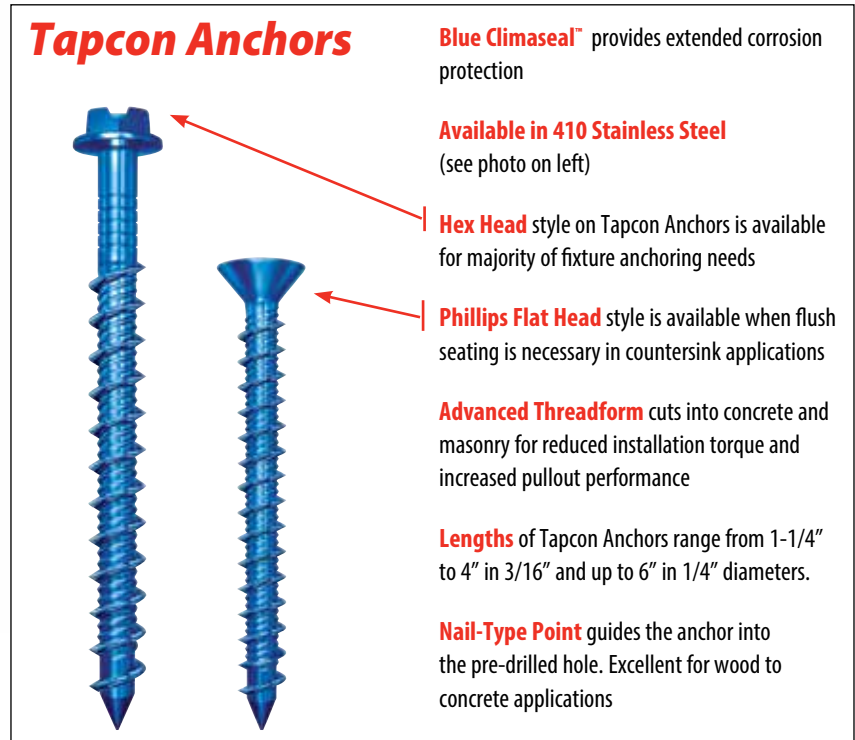 Tapcon Anchors
Blue Climaseal™ provides extended corrosion
protection
Available in 410 Stainless Steel
(see photo on left)
Hex Head style on Tapcon Anchors is available
for majority of fixture anchoring needs
Phillips Flat Head style is available when flush
seating is necessary in countersink applications
Advanced Threadform cuts into concrete and
masonry for reduced installation torque and
increased pullout performance
Lengths of Tapcon Anchors range from 1-1/4”
to 4” in 3/16” and up to 6” in 1/4” diameters.
Nail-Type Point guides the anchor into
the pre-drilled hole. Excellent for wood to
concrete applications